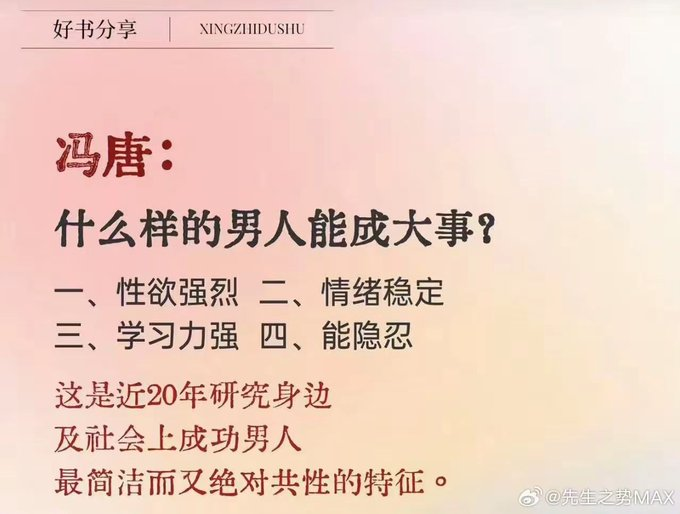 好书分享 | XINGZHIDUSHU
冯唐：
什么样的男人能成大事？
一、性欲强烈 二、情绪稳定
三、学习力强 四、能隐忍
这是近20年研究身边
及社会上成功男人
最简洁而又绝对共性的特征。
@先生之势MAX